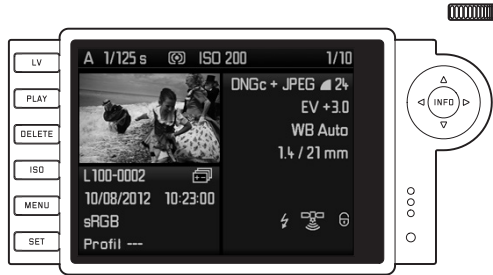 LV
PLAY
DELETE
ISO
MENU
SET
A 1/125 s ISO 200 1/10
DNGc + JPEG 24
EV +3.0
WB Auto
1.4 / 21 mm
L100-0002
10/08/2012 10:23:00
sRGB
Profil ---
INFO